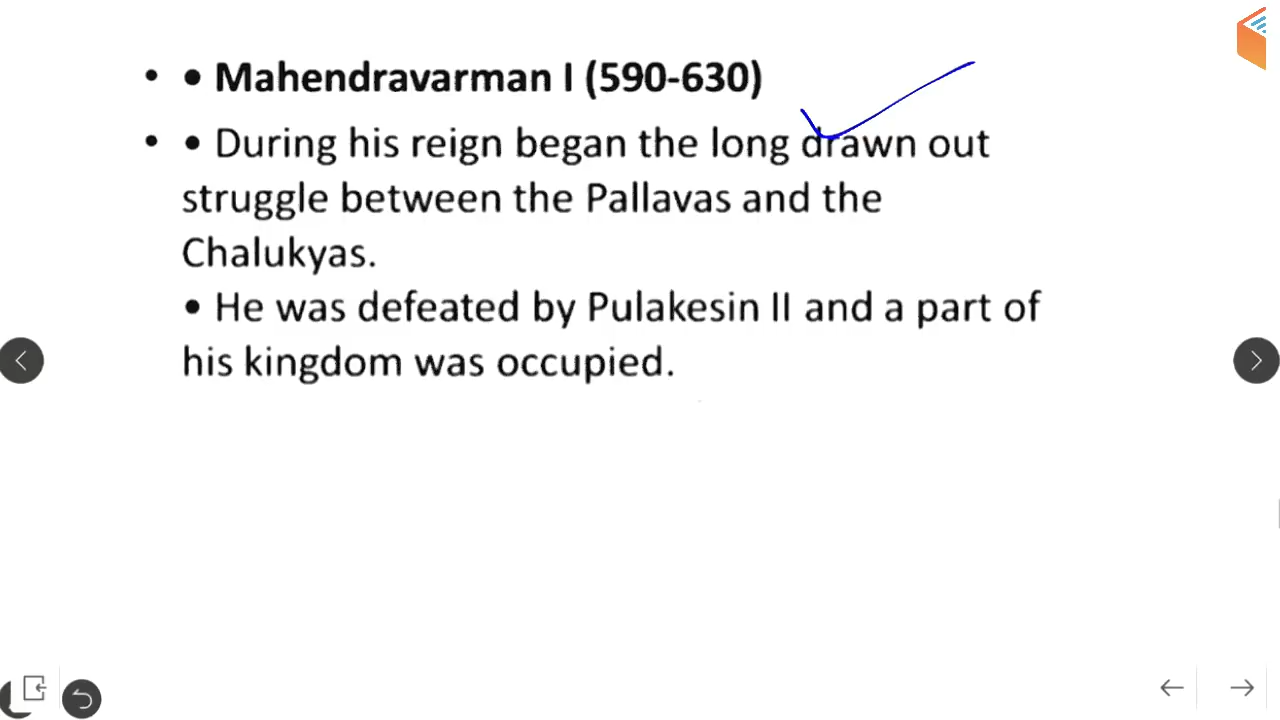 • • Mahendravarman I (590-630)
• • During his reign began the long drawn out
struggle between the Pallavas and the
Chalukyas.
• He was defeated by Pulakesin II and a part of
his kingdom was occupied.